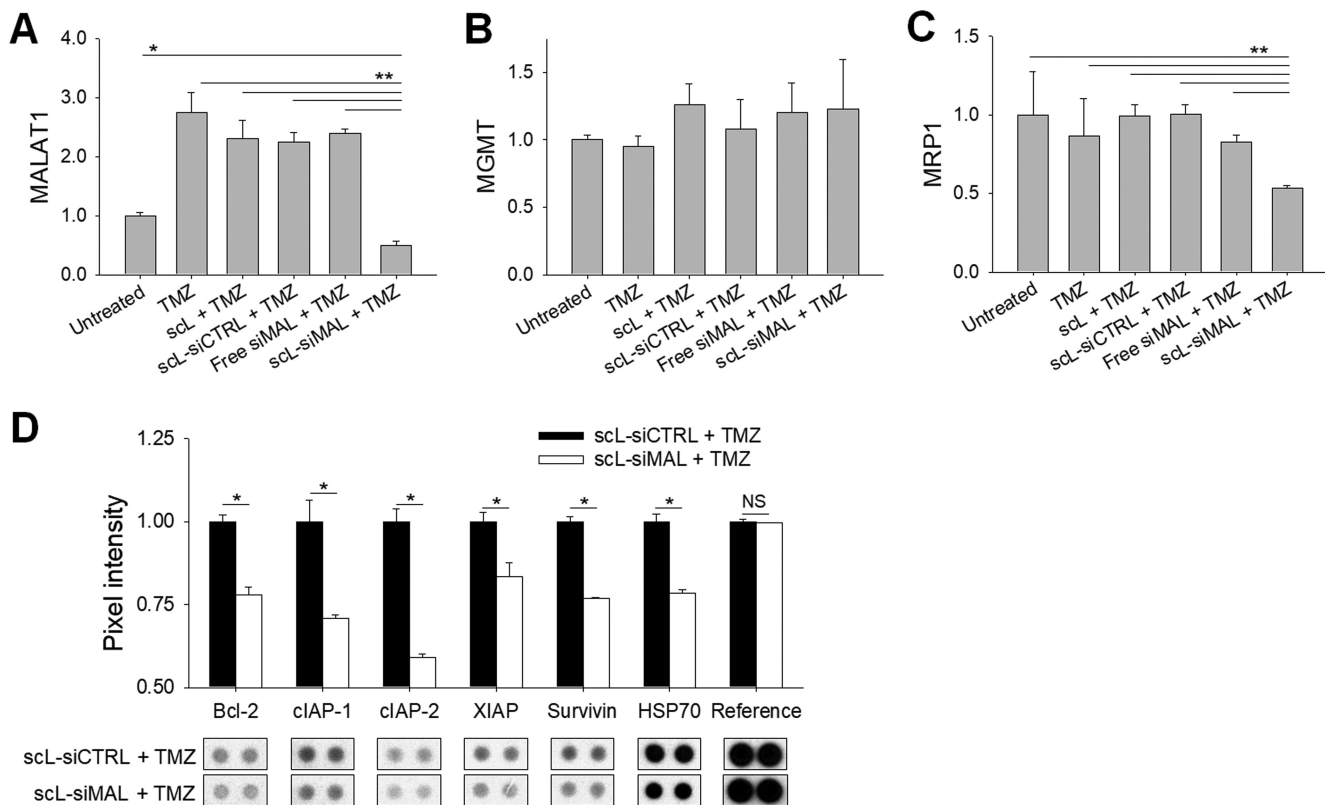 A
4.0
3.0
2.0
1.0
0.0
MALAT1
*
**
Untreated
TMZ
scL + TMZ
scL-siCTRL + TMZ
Free siMAL + TMZ
scL-siMAL + TMZ
B
1.5
1.0
0.5
0.0
MGMT
Untreated
TMZ
scL + TMZ
scL-siCTRL + TMZ
Free siMAL + TMZ
scL-siMAL + TMZ
C
1.5
1.0
0.5
0.0
MRP1
**
Untreated
TMZ
scL + TMZ
scL-siCTRL + TMZ
Free siMAL + TMZ
scL-siMAL + TMZ
D
1.25
1.00
0.75
0.50
Pixel intensity
scL-siCTRL + TMZ
scL-siMAL + TMZ
* * * * * * NS
Bcl-2 cIAP-1 cIAP-2 XIAP Survivin HSP70 Reference
scL-siCTRL + TMZ
scL-siMAL + TMZ